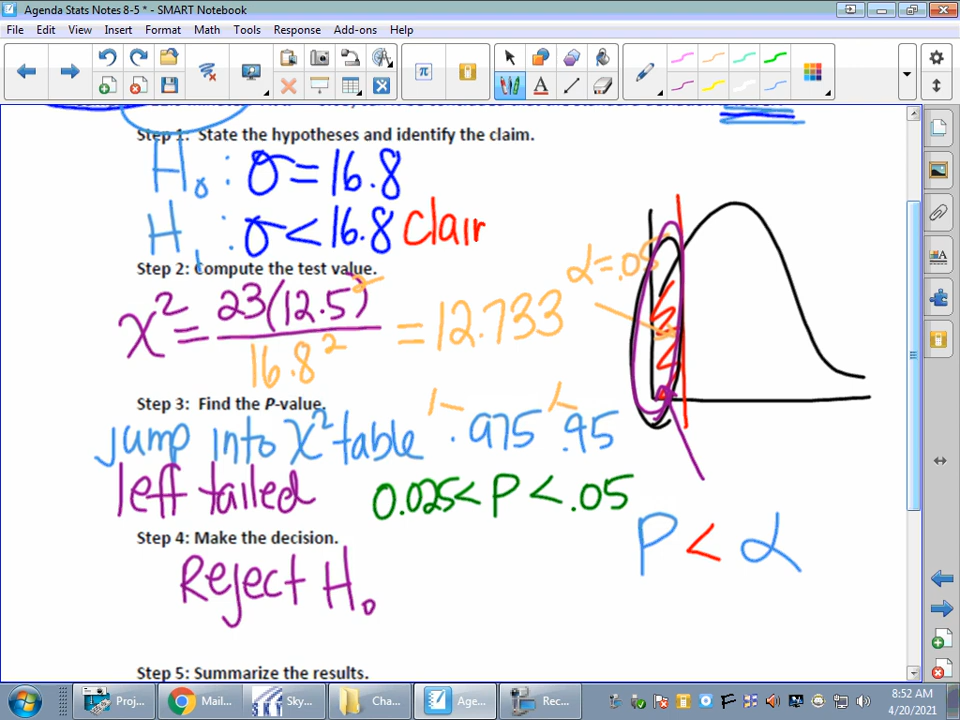 Agenda Stats Notes 8-5 * - SMART Notebook
File Edit View Insert Format Math Tools Add-ons Help
Step 1: State the hypotheses and identify the claim.
H₀ : σ = 16.8
H₁ : σ < 16.8 Clair
Step 2: Compute the test value.
α = .05
χ² = 23(12.5)² / 16.8² = 12.733
Step 3: Find the P-value.
jump into χ² table 1- .975 1- .95
left tailed 0.025 < P < .05
P < α
Step 4: Make the decision.
Reject H₀
Step 5: Summarize the results.
Proj... Mail... Sky... Cha... Age... Rec...
8:52 AM
4/20/2021